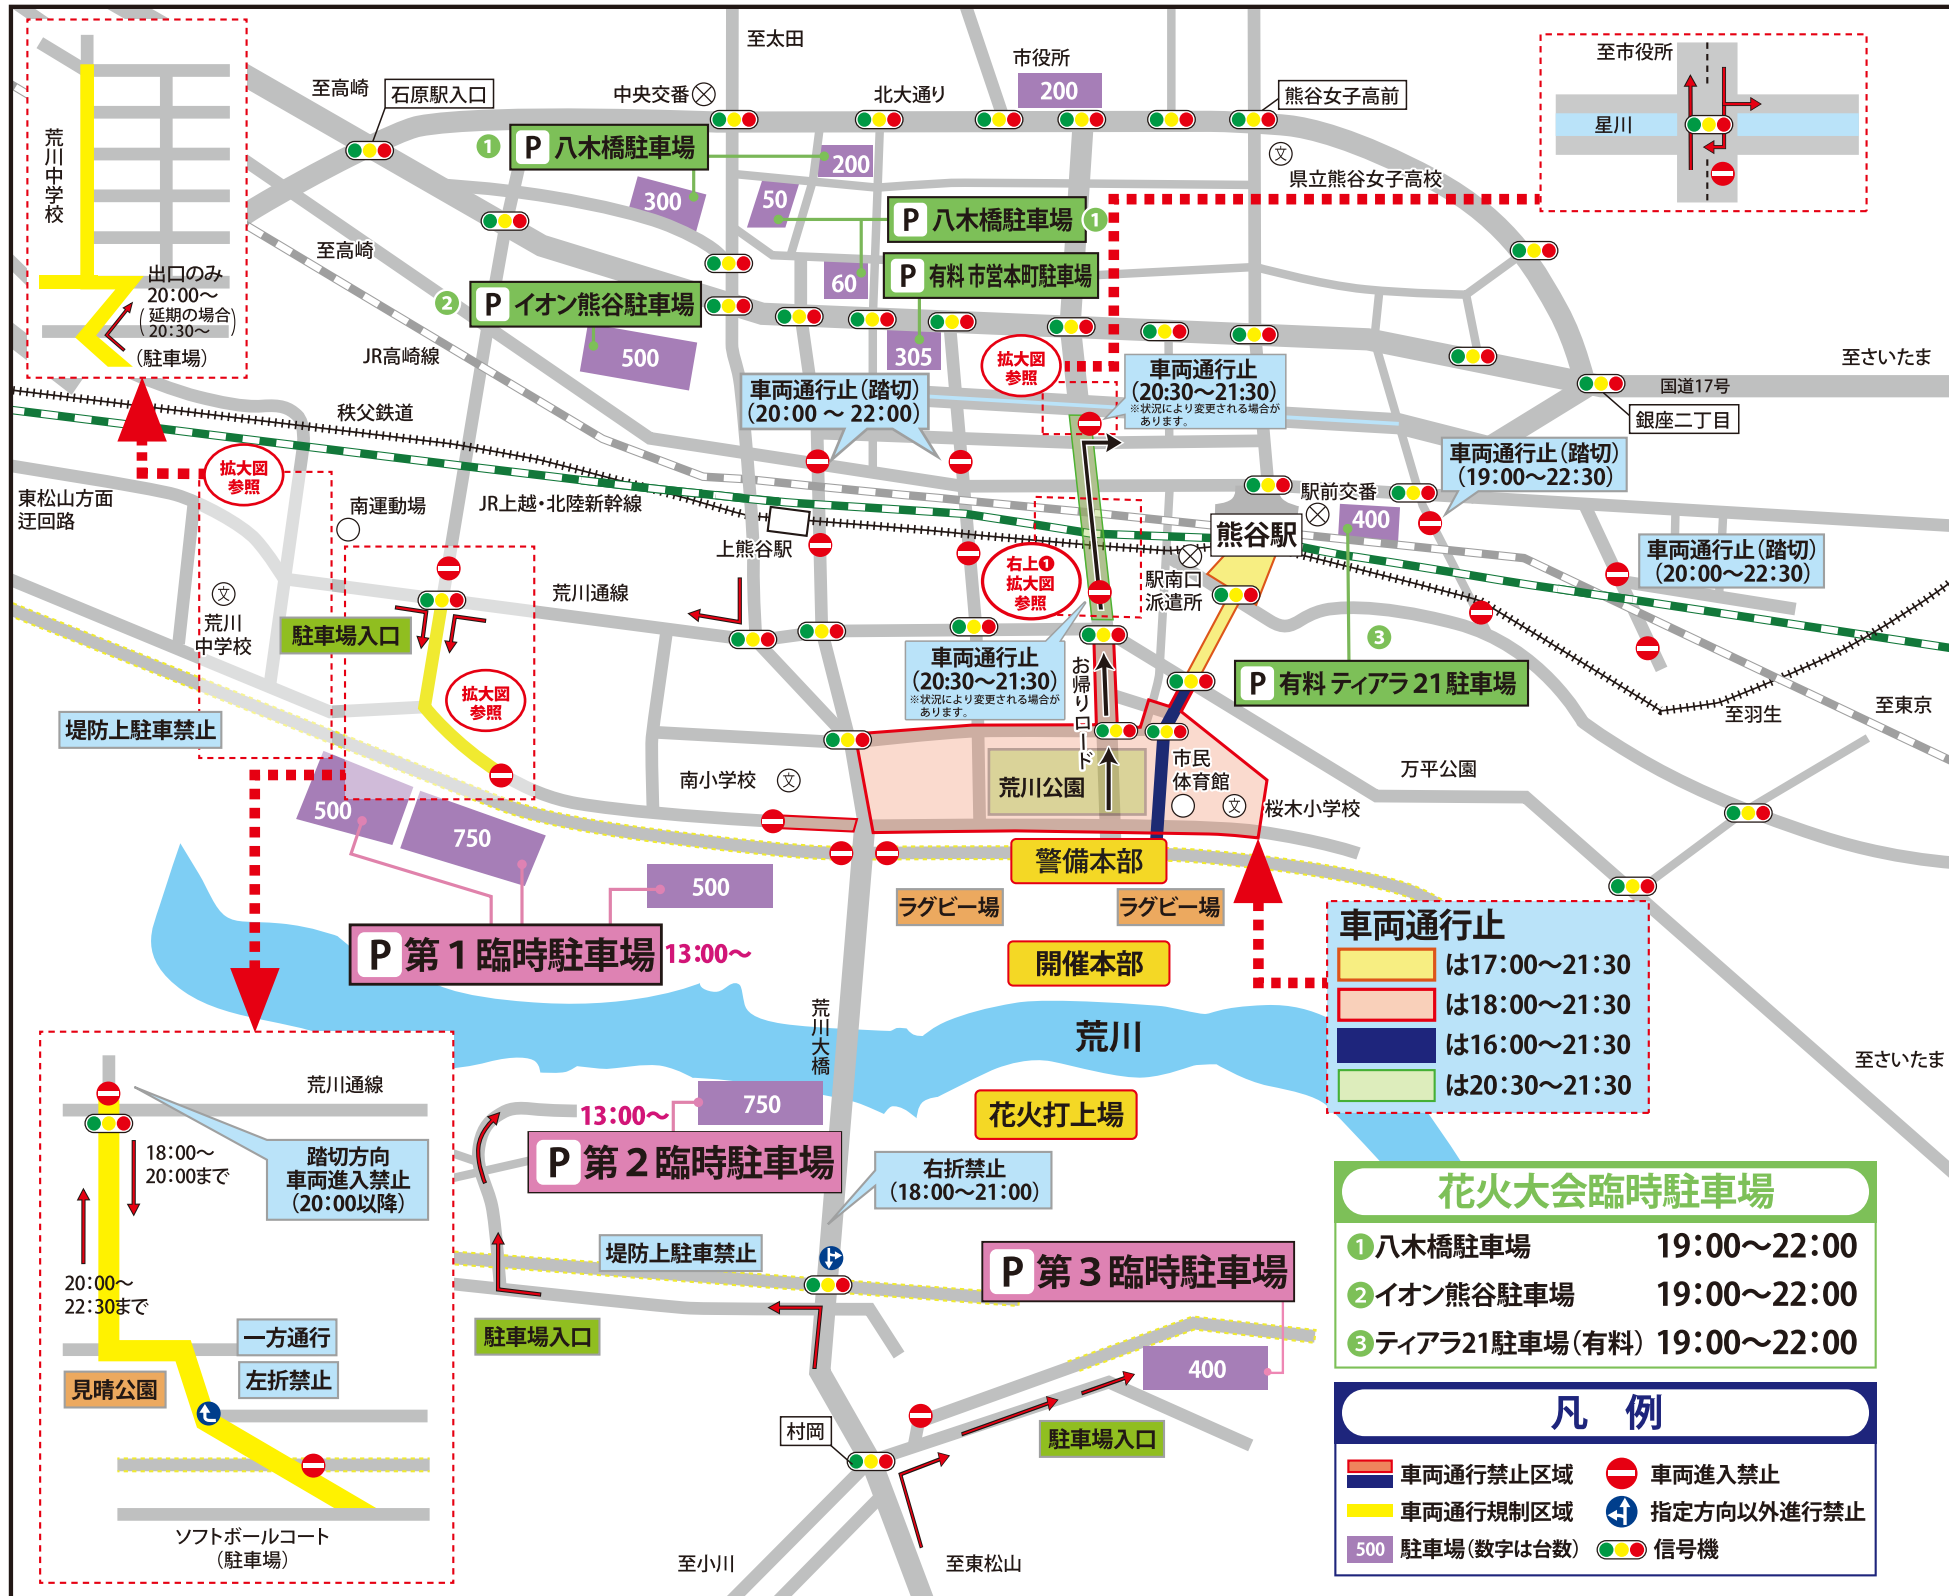 至太田
市役所
200
至市役所
星川
至高崎
石原駅入口
中央交番
北大通り
熊谷女子高前
荒川中学校
1
P 八木橋駐車場
200
300
50
県立熊谷女子高校
P 八木橋駐車場
1
至高崎
出口のみ
20:00～
(延期の場合)
20:30～
(駐車場)
60
P 有料 市営本町駐車場
2
P イオン熊谷駐車場
500
305
JR高崎線
拡大図
参照
車両通行止
(20:30～21:30)
※状況により変更される場合が
あります。
至さいたま
国道17号
銀座二丁目
車両通行止(踏切)
(20:00 ～ 22:00)
秩父鉄道
車両通行止(踏切)
(19:00～22:30)
拡大図
参照
東松山方面
迂回路
南運動場
JR上越・北陸新幹線
駅前交番
400
上熊谷駅
熊谷駅
右上1
拡大図
参照
車両通行止(踏切)
(20:00～22:30)
駅南口
派遣所
荒川通線
文
荒川
中学校
駐車場入口
3
車両通行止
(20:30～21:30)
※状況により変更される場合が
あります。
お帰りロード
P 有料 ティアラ21駐車場
拡大図
参照
至羽生
至東京
堤防上駐車禁止
南小学校
文
荒川公園
市民
体育館
文
桜木小学校
万平公園
500
750
500
警備本部
ラグビー場
ラグビー場
開催本部
P 第1臨時駐車場
13:00～
車両通行止
は17:00～21:30
は18:00～21:30
は16:00～21:30
は20:30～21:30
荒川大橋
荒川
至さいたま
荒川通線
18:00～
20:00まで
踏切方向
車両進入禁止
(20:00以降)
20:00～
22:30まで
一方通行
左折禁止
見晴公園
ソフトボールコート
(駐車場)
13:00～
750
P 第2臨時駐車場
花火打上場
右折禁止
(18:00～21:00)
堤防上駐車禁止
駐車場入口
P 第3臨時駐車場
400
駐車場入口
村岡
至小川
至東松山
花火大会臨時駐車場
1八木橋駐車場 19:00～22:00
2イオン熊谷駐車場 19:00～22:00
3ティアラ21駐車場(有料) 19:00～22:00
凡 例
車両通行禁止区域
車両進入禁止
車両通行規制区域
指定方向以外進行禁止
500 駐車場(数字は台数)
信号機